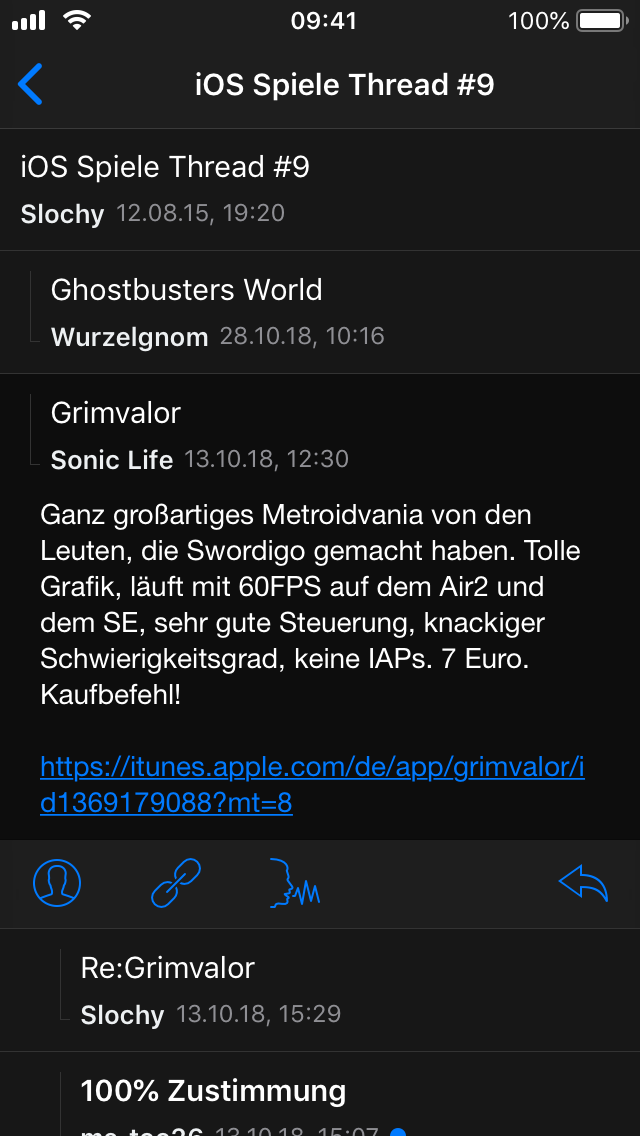 09:41 100%
iOS Spiele Thread #9
iOS Spiele Thread #9
Slochy 12.08.15, 19:20
Ghostbusters World
Wurzelgnom 28.10.18, 10:16
Grimvalor
Sonic Life 13.10.18, 12:30
Ganz großartiges Metroidvania von den
Leuten, die Swordigo gemacht haben. Tolle
Grafik, läuft mit 60FPS auf dem Air2 und
dem SE, sehr gute Steuerung, knackiger
Schwierigkeitsgrad, keine IAPs. 7 Euro.
Kaufbefehl!
https://itunes.apple.com/de/app/grimvalor/i
d1369179088?mt=8
Re:Grimvalor
Slochy 13.10.18, 15:29
100% Zustimmung
13.10.18, 15:07